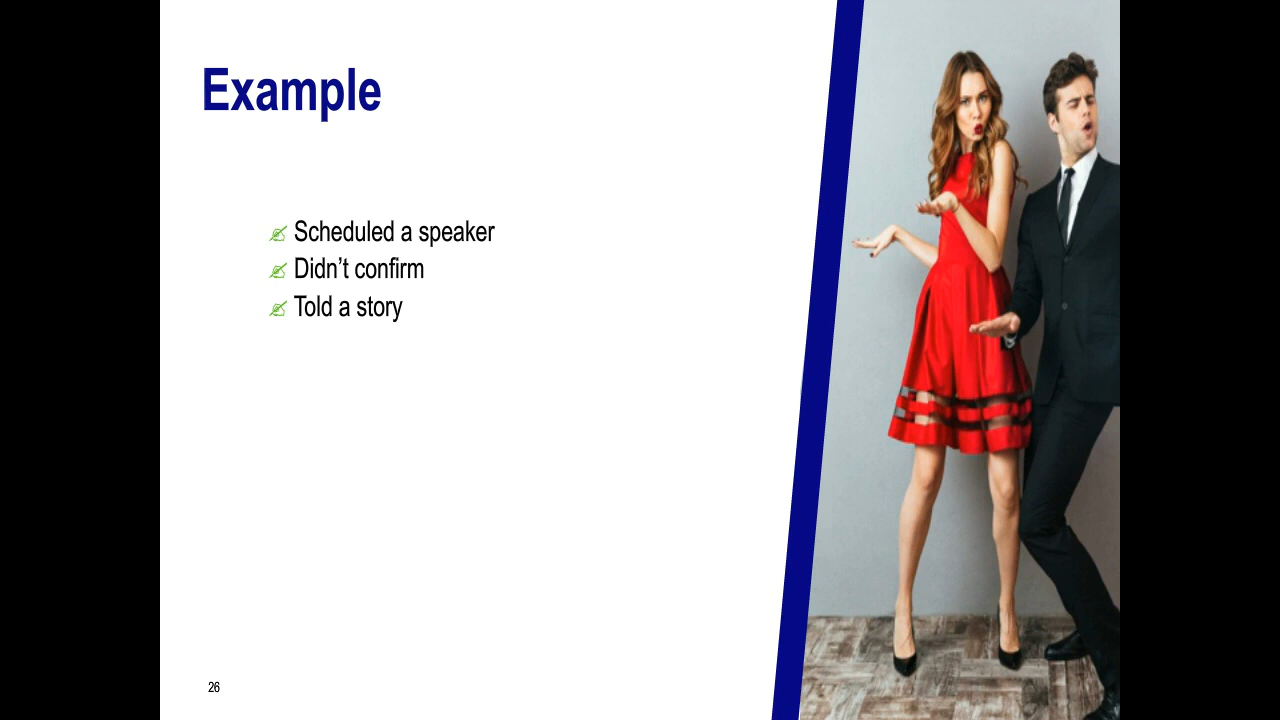 Example
Scheduled a speaker
Didn’t confirm
Told a story
26